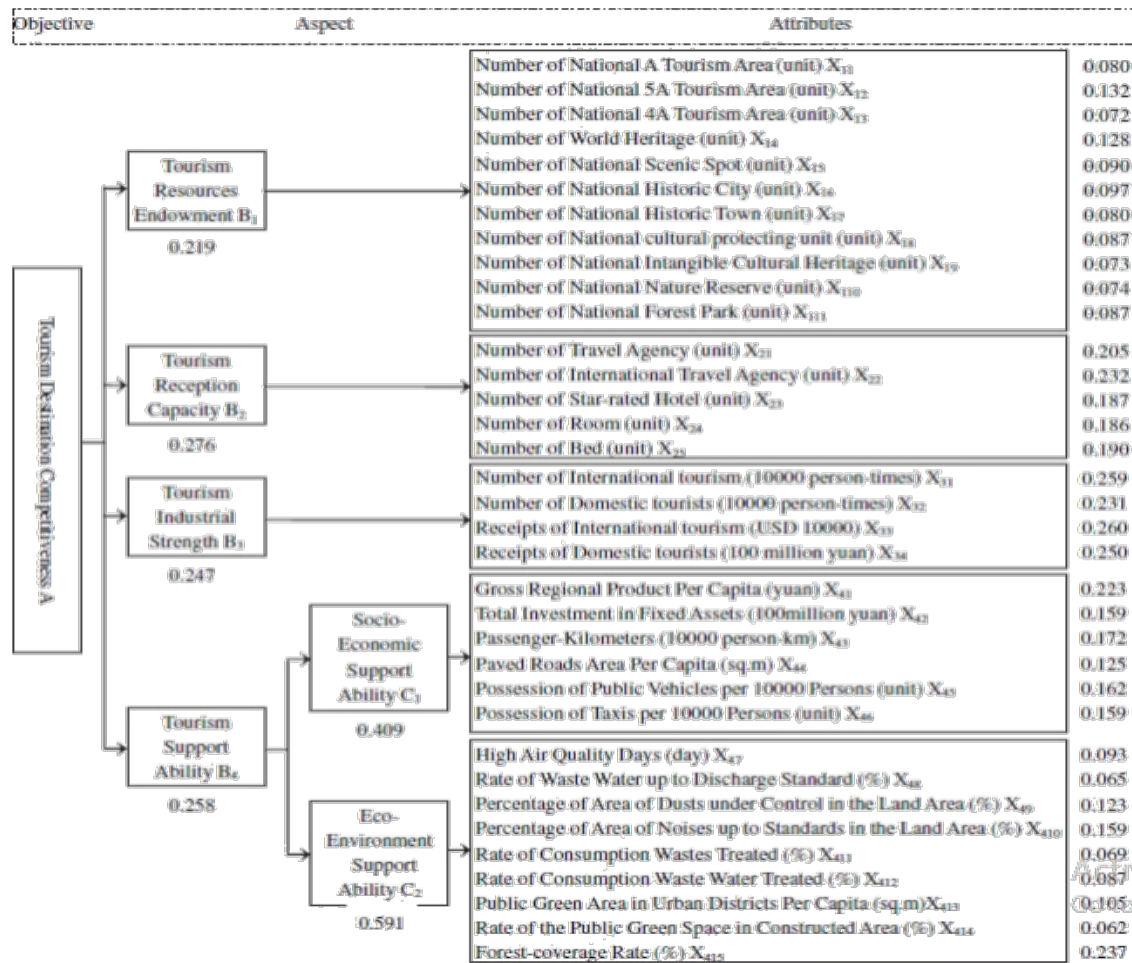 Objective Aspect Attributes
Number of National A Tourism Area (unit) X₁₁ 0.080
Number of National 5A Tourism Area (unit) X₁₂ 0.132
Number of National 4A Tourism Area (unit) X₁₃ 0.072
Number of World Heritage (unit) X₁₄ 0.128
Number of National Scenic Spot (unit) X₁₅ 0.090
Number of National Historic City (unit) X₁₆ 0.097
Number of National Historic Town (unit) X₁₇ 0.080
Number of National cultural protecting unit (unit) X₁₈ 0.087
Number of National Intangible Cultural Heritage (unit) X₁₉ 0.073
Number of National Nature Reserve (unit) X₁₁₀ 0.074
Number of National Forest Park (unit) X₁₁₁ 0.087
Tourism
Resources
Endowment B₁
0.219
Tourism Destination Competitiveness A
Tourism
Reception
Capacity B₂
0.276
Number of Travel Agency (unit) X₂₁ 0.205
Number of International Travel Agency (unit) X₂₂ 0.232
Number of Star-rated Hotel (unit) X₂₃ 0.187
Number of Room (unit) X₂₄ 0.186
Number of Bed (unit) X₂₅ 0.190
Tourism
Industrial
Strength B₃
0.247
Number of International tourism (10000 person-times) X₃₁ 0.259
Number of Domestic tourists (10000 person-times) X₃₂ 0.231
Receipts of International tourism (USD 10000) X₃₃ 0.260
Receipts of Domestic tourists (100 million yuan) X₃₄ 0.250
Tourism
Support
Ability B₄
0.258
Socio-
Economic
Support
Ability C₁
0.409
Gross Regional Product Per Capita (yuan) X₄₁ 0.223
Total Investment in Fixed Assets (100million yuan) X₄₂ 0.159
Passenger-Kilometers (10000 person-km) X₄₃ 0.172
Paved Roads Area Per Capita (sq.m) X₄₄ 0.125
Possession of Public Vehicles per 10000 Persons (unit) X₄₅ 0.162
Possession of Taxis per 10000 Persons (unit) X₄₆ 0.159
Eco-
Environment
Support
Ability C₂
0.591
High Air Quality Days (day) X₄₇ 0.093
Rate of Waste Water up to Discharge Standard (%) X₄₈ 0.065
Percentage of Area of Dusts under Control in the Land Area (%) X₄₉ 0.123
Percentage of Area of Noises up to Standards in the Land Area (%) X₄₁₀ 0.159
Rate of Consumption Wastes Treated (%) X₄₁₁ 0.069
Rate of Consumption Waste Water Treated (%) X₄₁₂ 0.087
Public Green Area in Urban Districts Per Capita (sq.m)X₄₁₃ 0.105
Rate of the Public Green Space in Constructed Area (%) X₄₁₄ 0.062
Forest-coverage Rate (%) X₄₁₅ 0.237